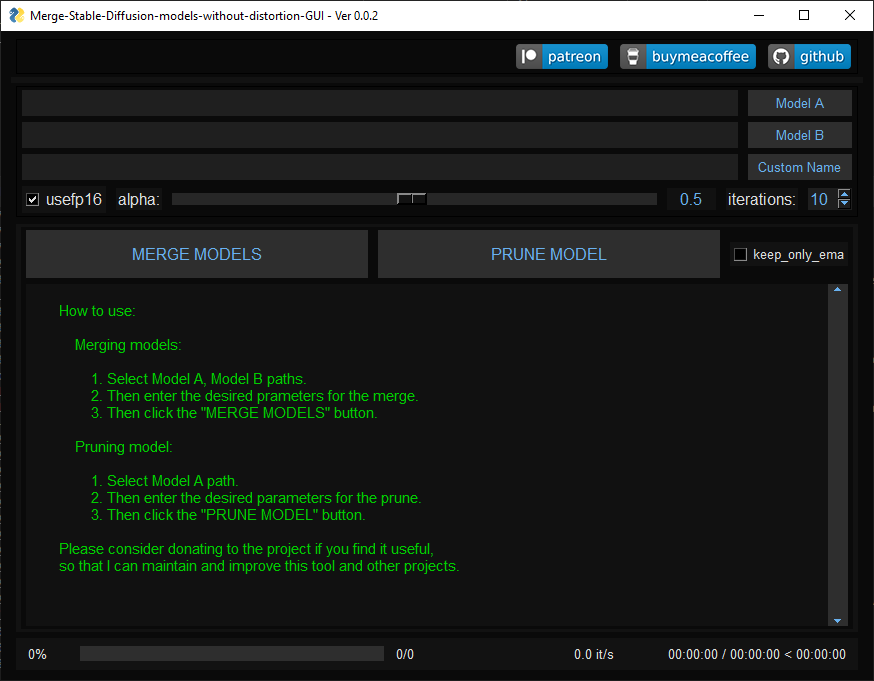 Merge-Stable-Diffusion-models-without-distortion-GUI - Ver 0.0.2
patreon buymeacoffee github
Model A
Model B
Custom Name
usefp16 alpha: 0.5 iterations: 10
MERGE MODELS PRUNE MODEL keep_only_ema
How to use:
Merging models:
1. Select Model A, Model B paths.
2. Then enter the desired prameters for the merge.
3. Then click the "MERGE MODELS" button.
Pruning model:
1. Select Model A path.
2. Then enter the desired parameters for the prune.
3. Then click the "PRUNE MODEL" button.
Please consider donating to the project if you find it useful,
so that I can maintain and improve this tool and other projects.
0% 0/0 0.0 it/s 00:00:00 / 00:00:00 < 00:00:00